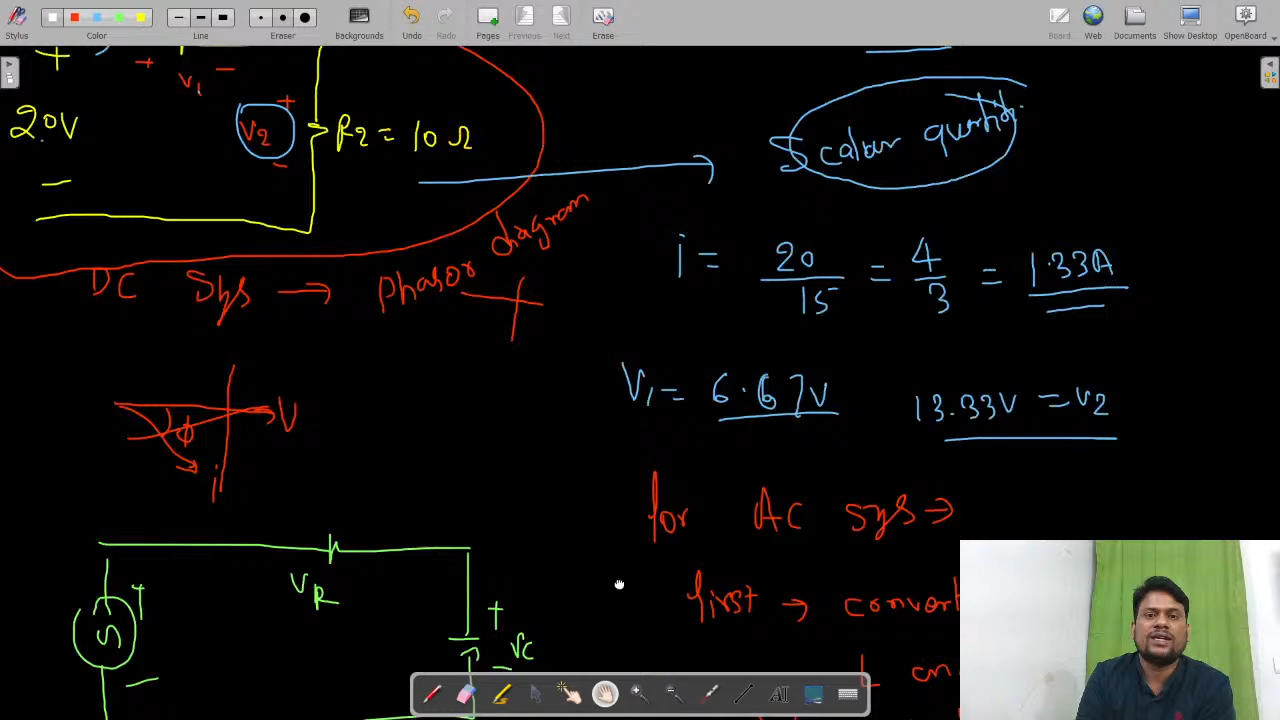 Stylus Color Line Eraser Backgrounds Undo Redo Pages Previous Next Erase Board Web Documents Show Desktop OpenBoard
+ V1 -
20V
V2
R2 = 10 Ω
Scalar quantity
diagram
DC Sys → Phasor
i = 20/15 = 4/3 = 1.33A
V1 = 6.67V 13.33V = V2
V
ϕ
i
for AC sys →
VR
first → convert
S
+
-
+
- VC